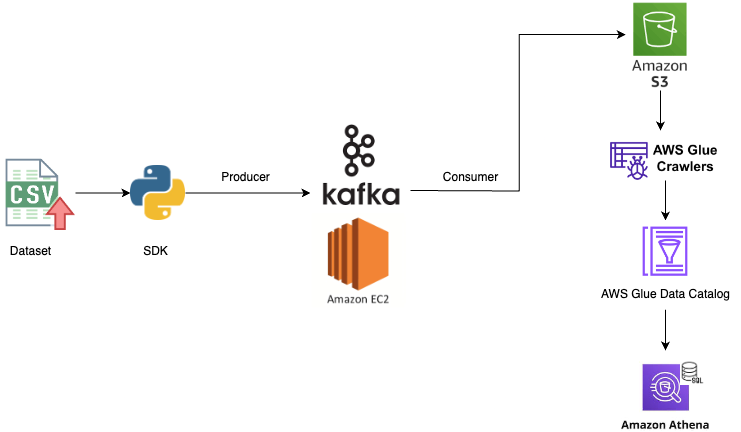 Amazon
S3
AWS Glue
Crawlers
Producer
Consumer
kafka
CSV
Dataset
SDK
Amazon EC2
AWS Glue Data Catalog
SQL
Amazon Athena